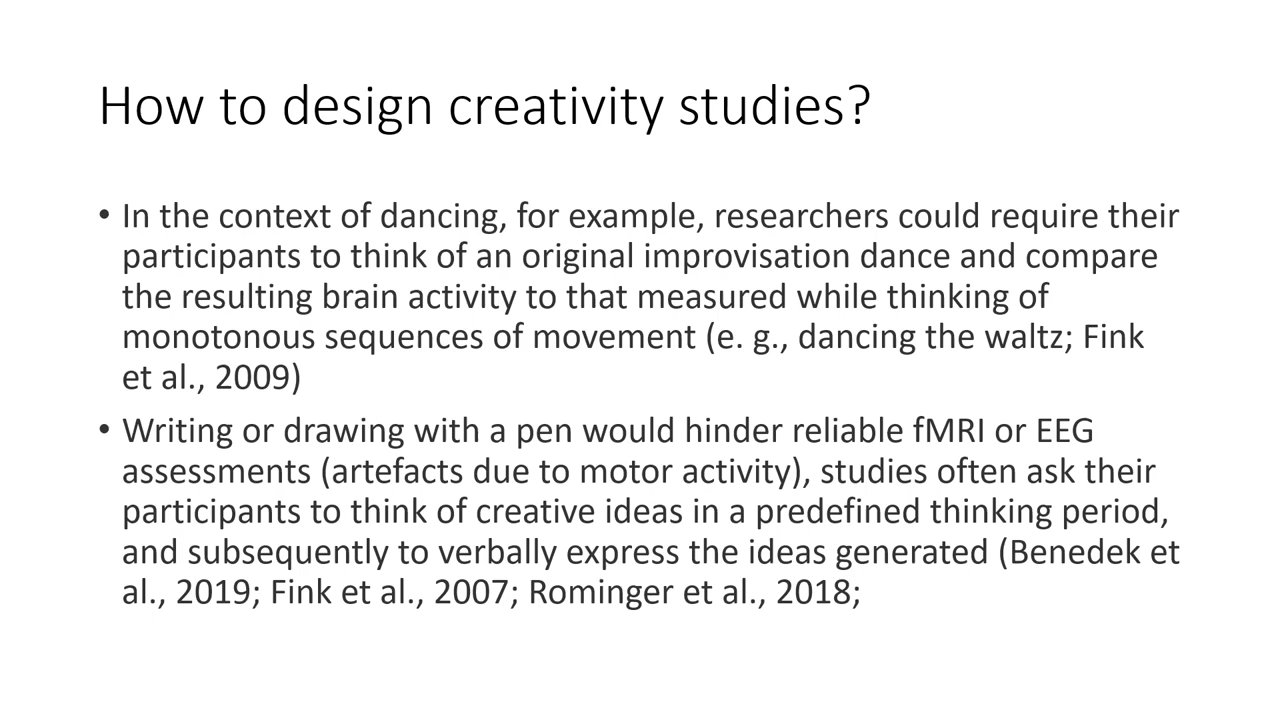 How to design creativity studies?
• In the context of dancing, for example, researchers could require their
participants to think of an original improvisation dance and compare
the resulting brain activity to that measured while thinking of
monotonous sequences of movement (e. g., dancing the waltz; Fink
et al., 2009)
• Writing or drawing with a pen would hinder reliable fMRI or EEG
assessments (artefacts due to motor activity), studies often ask their
participants to think of creative ideas in a predefined thinking period,
and subsequently to verbally express the ideas generated (Benedek et
al., 2019; Fink et al., 2007; Rominger et al., 2018;